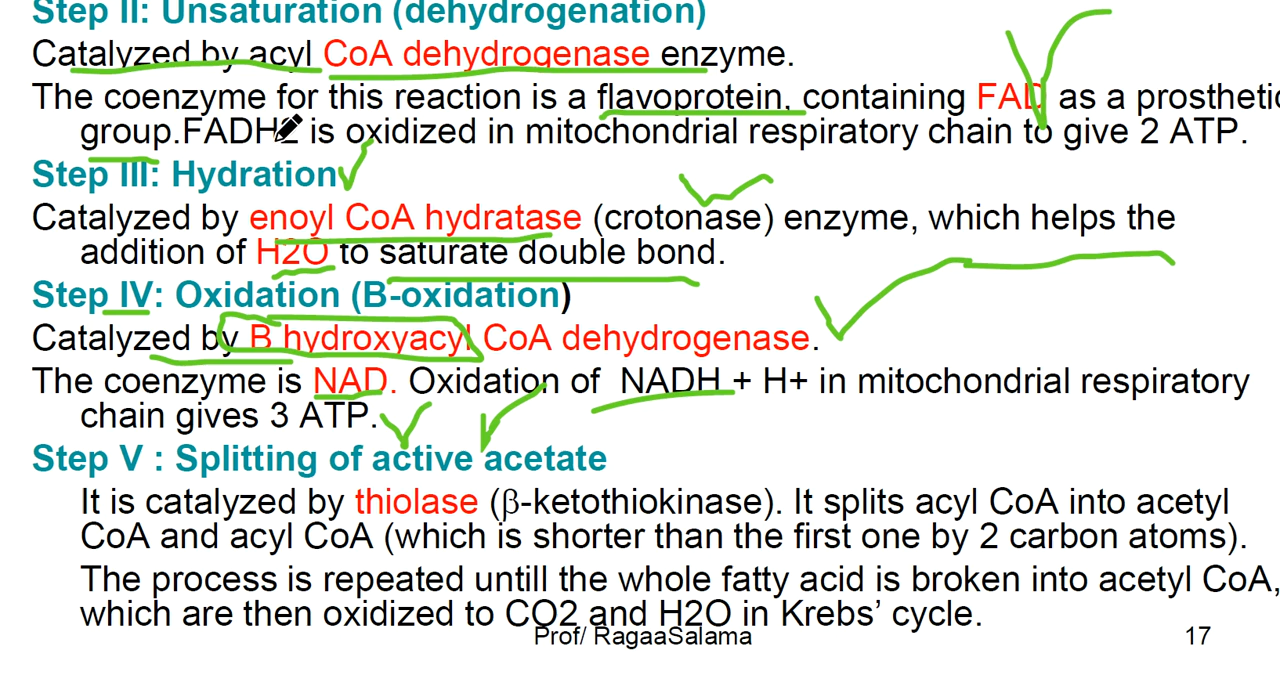 Step II: Unsaturation (dehydrogenation)
Catalyzed by acyl CoA dehydrogenase enzyme.
The coenzyme for this reaction is a flavoprotein, containing FAD as a prosthetic
group.FADH2 is oxidized in mitochondrial respiratory chain to give 2 ATP.
Step III: Hydration
Catalyzed by enoyl CoA hydratase (crotonase) enzyme, which helps the
addition of H2O to saturate double bond.
Step IV: Oxidation (B-oxidation)
Catalyzed by B hydroxyacyl CoA dehydrogenase.
The coenzyme is NAD. Oxidation of NADH + H+ in mitochondrial respiratory
chain gives 3 ATP.
Step V : Splitting of active acetate
It is catalyzed by thiolase (β-ketothiokinase). It splits acyl CoA into acetyl
CoA and acyl CoA (which is shorter than the first one by 2 carbon atoms).
The process is repeated untill the whole fatty acid is broken into acetyl CoA,
which are then oxidized to CO2 and H2O in Krebs’ cycle.
Prof/ RagaaSalama 17